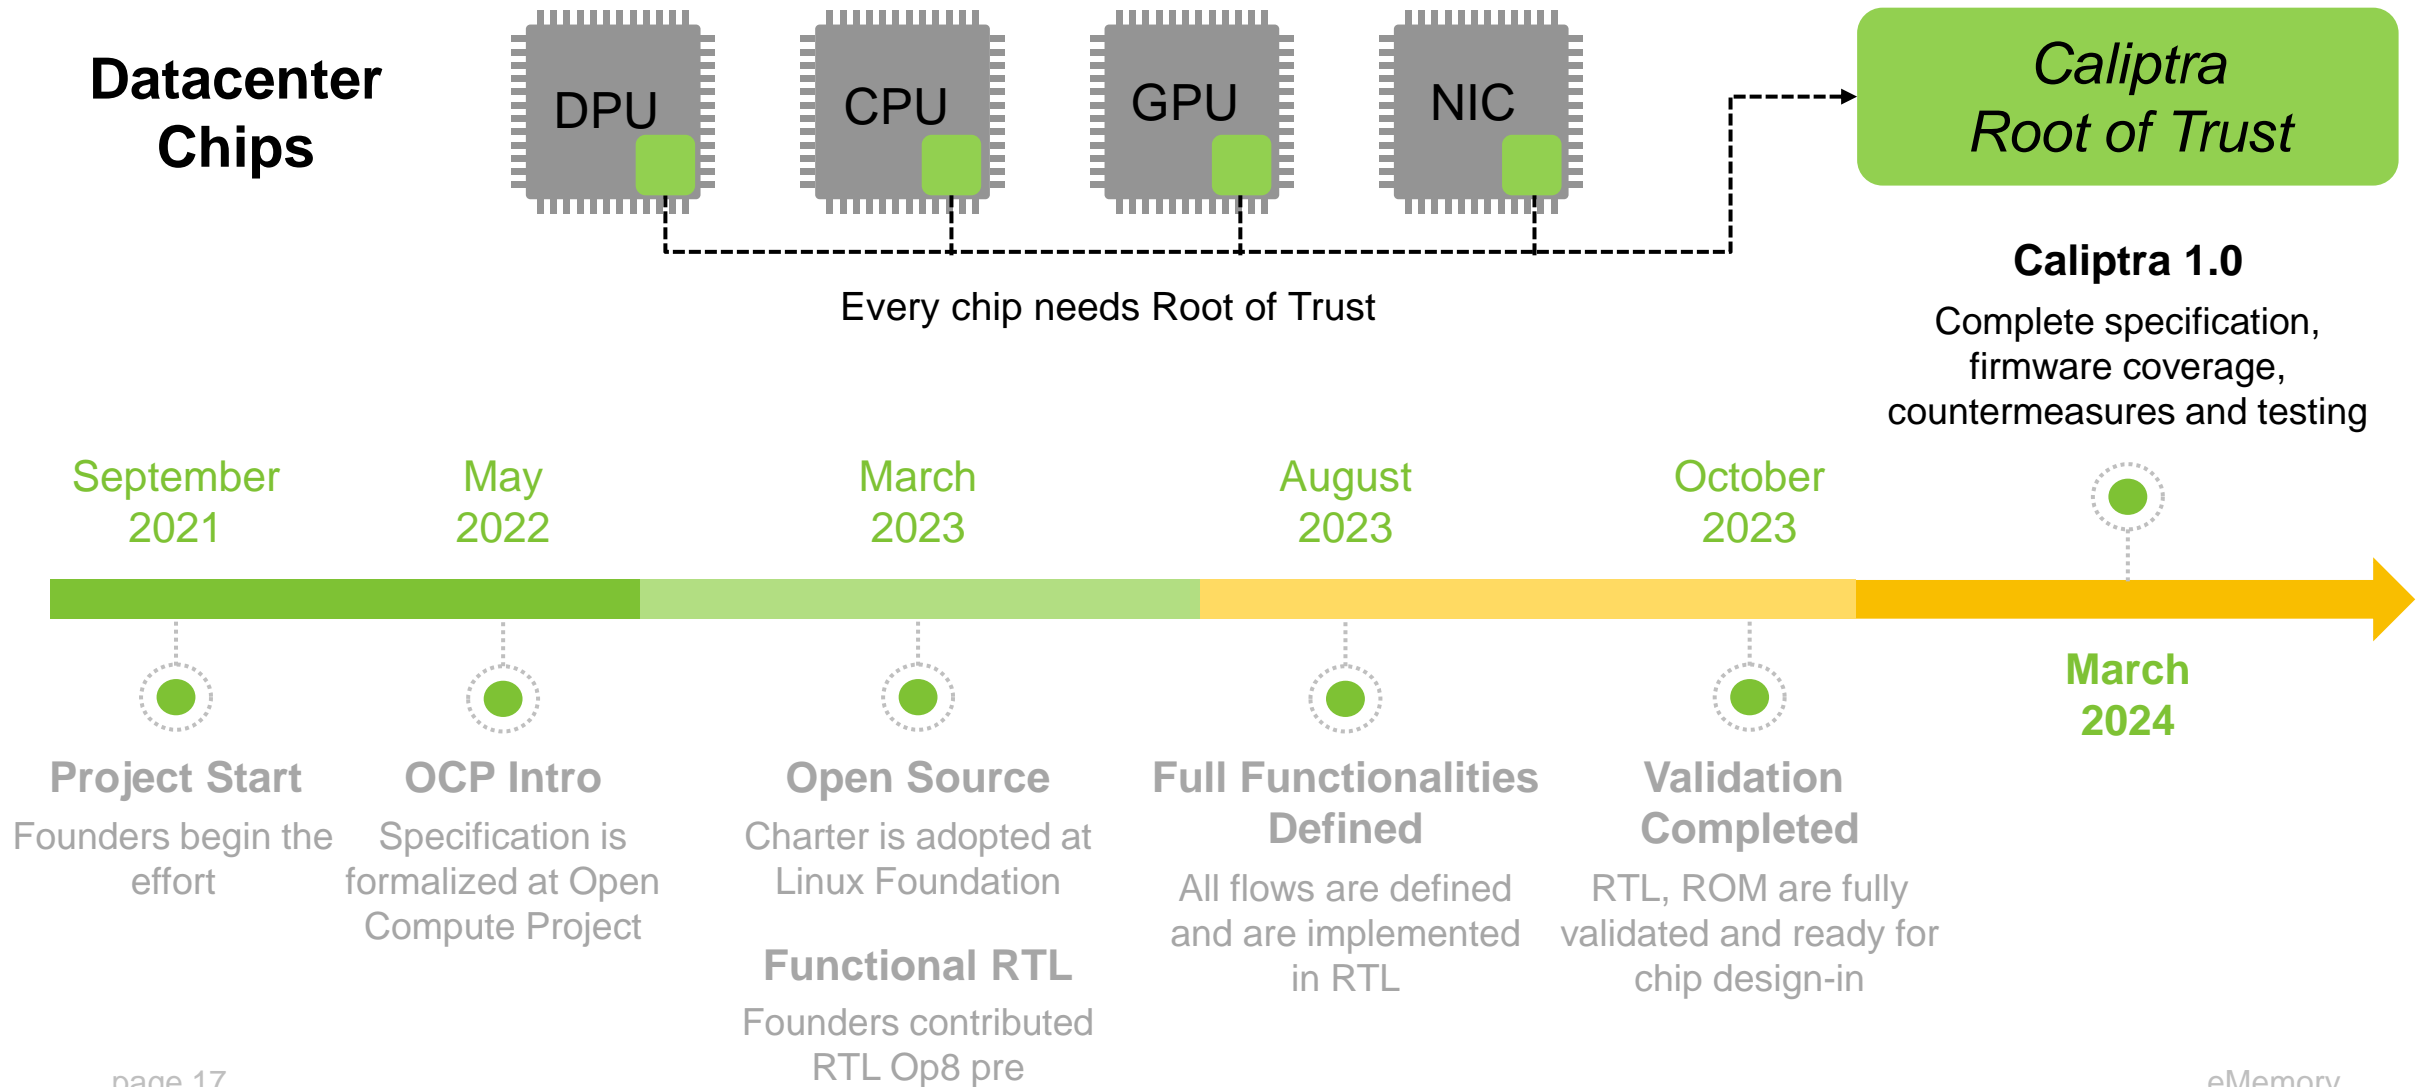 Datacenter
Chips
DPU
CPU
GPU
NIC
Caliptra
Root of Trust
Every chip needs Root of Trust
Caliptra 1.0
Complete specification,
firmware coverage,
countermeasures and testing
September
2021
May
2022
March
2023
August
2023
October
2023
March
2024
Project Start
Founders begin the
effort
OCP Intro
Specification is
formalized at Open
Compute Project
Open Source
Charter is adopted at
Linux Foundation
Functional RTL
Founders contributed
RTL Op8 pre
Full Functionalities
Defined
All flows are defined
and are implemented
in RTL
Validation
Completed
RTL, ROM are fully
validated and ready for
chip design-in
page 17
eMemory